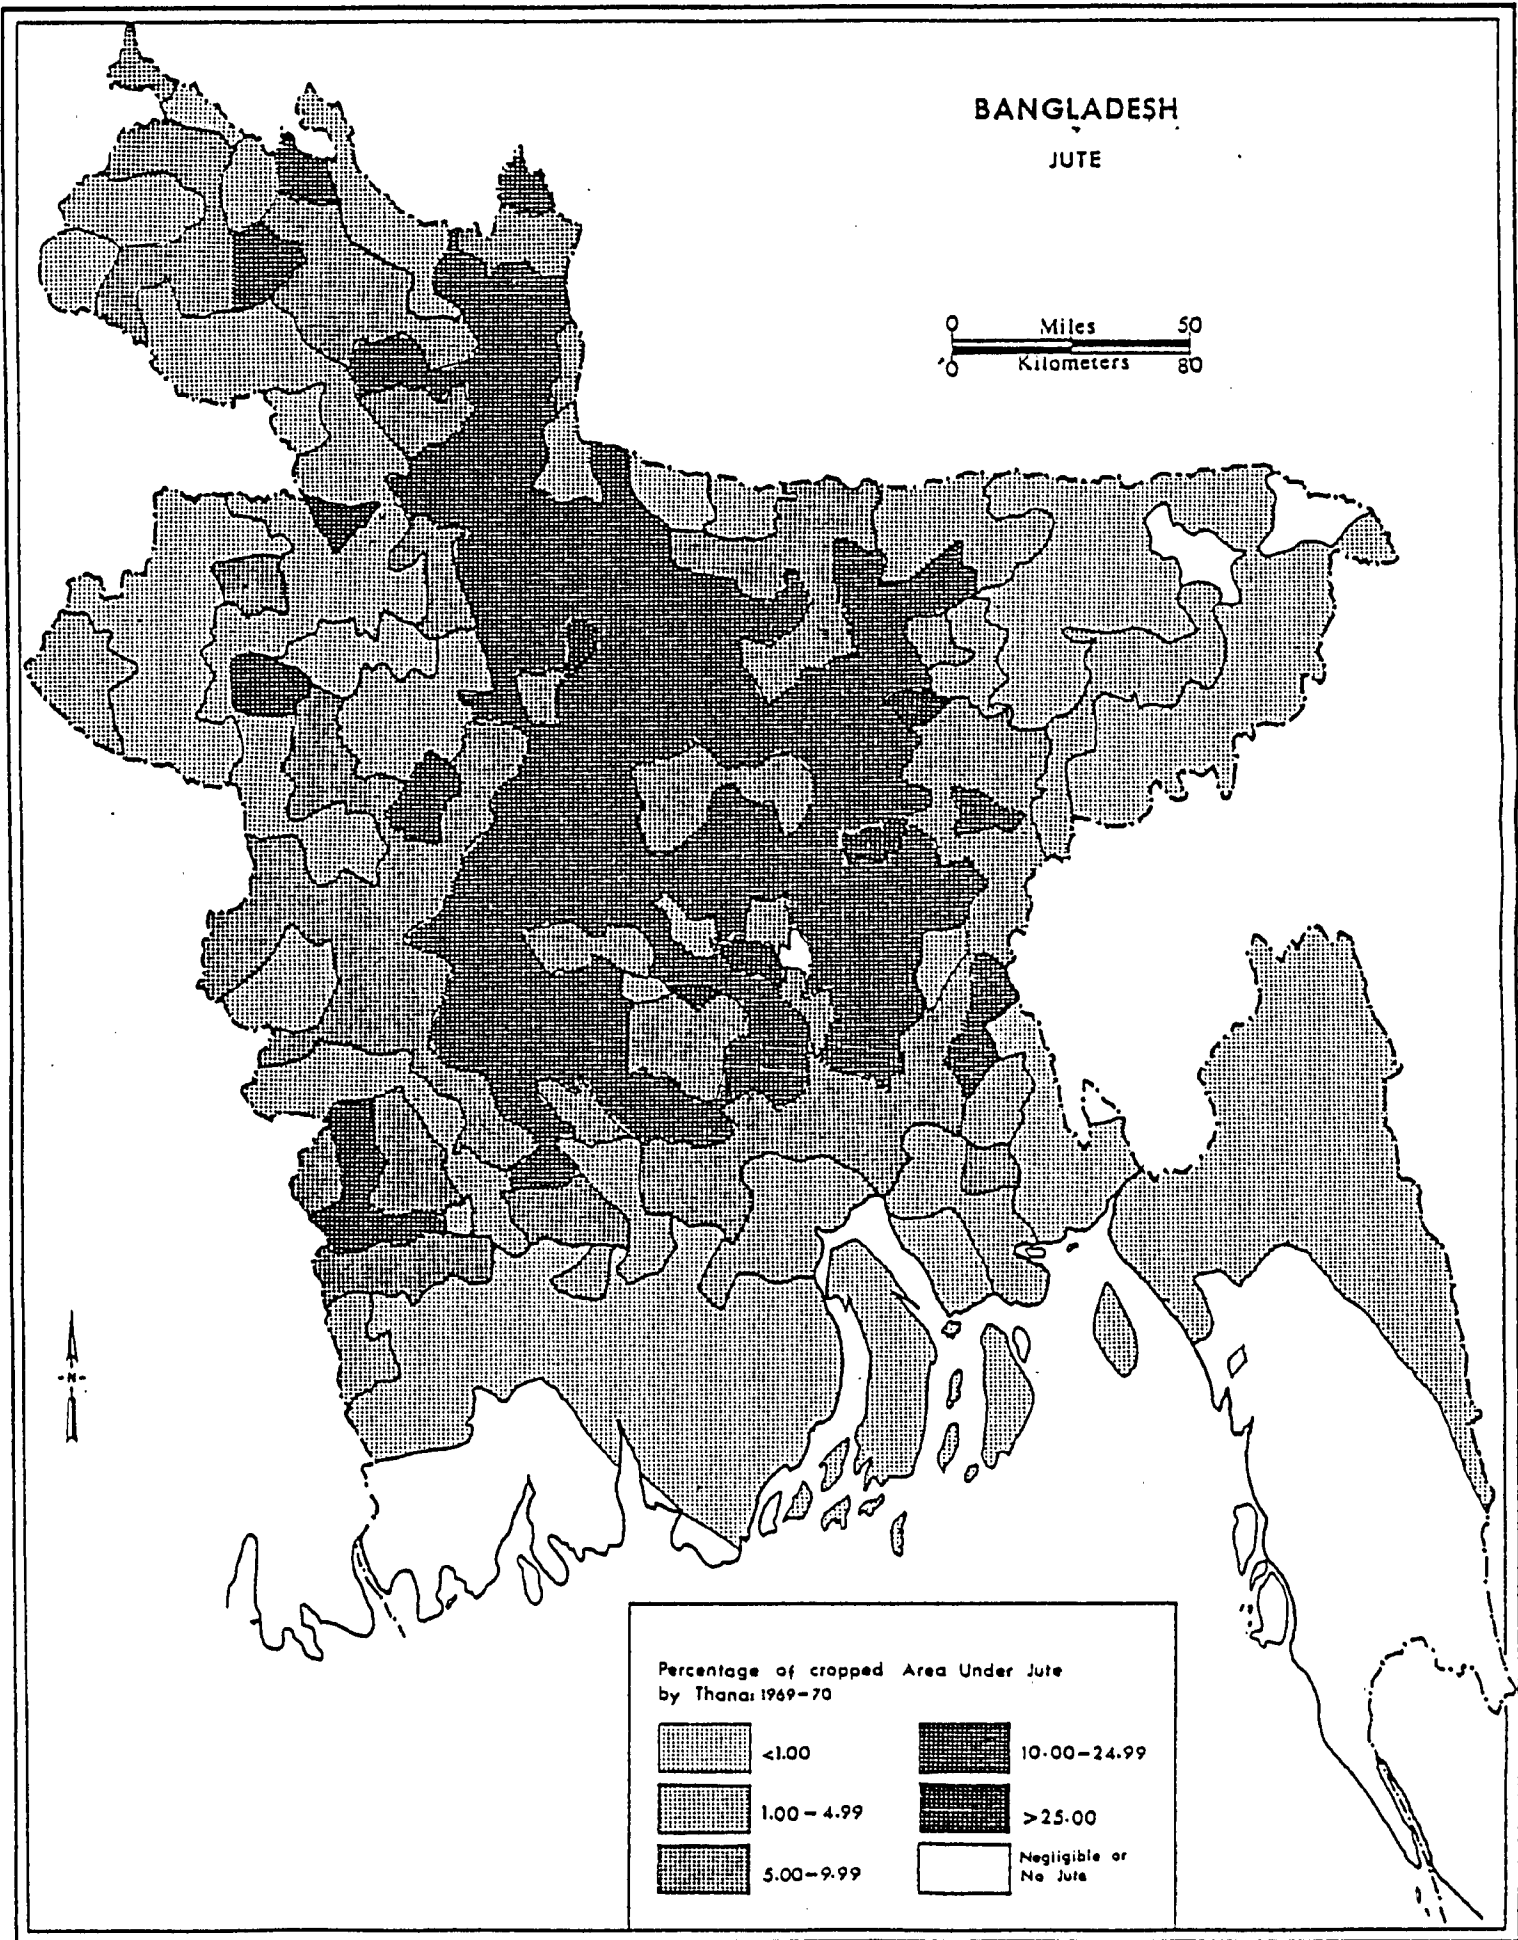 BANGLADESH
JUTE
0 Miles 50
0 Kilometers 80
-N-
Percentage of cropped Area Under Jute
by Thana: 1969-70
<1.00
10.00-24.99
1.00-4.99
>25.00
5.00-9.99
Negligible or
No Jute